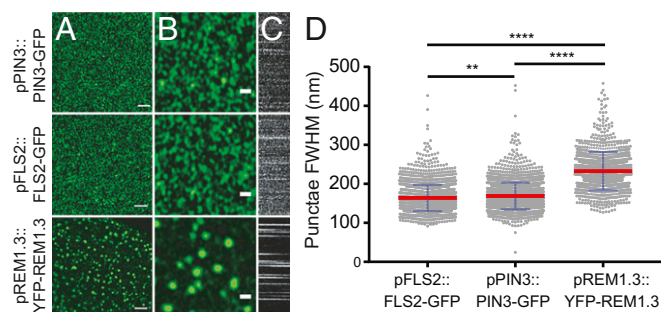 A B C D
pPIN3::
PIN3-GFP
pFLS2::
FLS2-GFP
pREM1.3::
YFP-REM1.3
****
** ****
Punctae FWHM (nm)
500
400
300
200
100
0
pFLS2:: pPIN3:: pREM1.3::
FLS2-GFP PIN3-GFP YFP-REM1.3